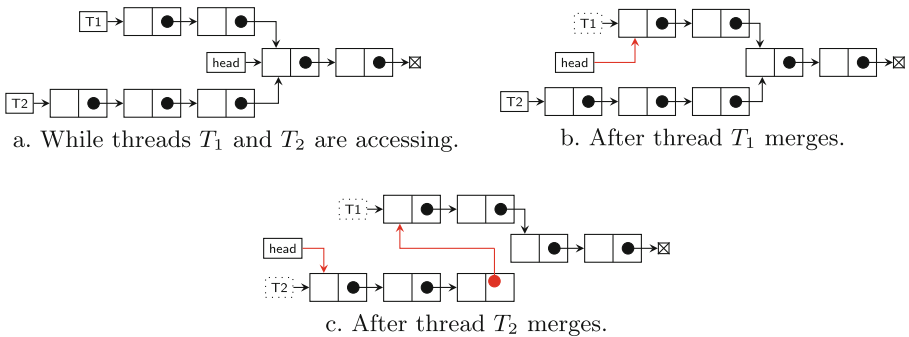 T1
head
T2
a. While threads T1 and T2 are accessing.
T1
head
T2
b. After thread T1 merges.
T1
head
T2
c. After thread T2 merges.